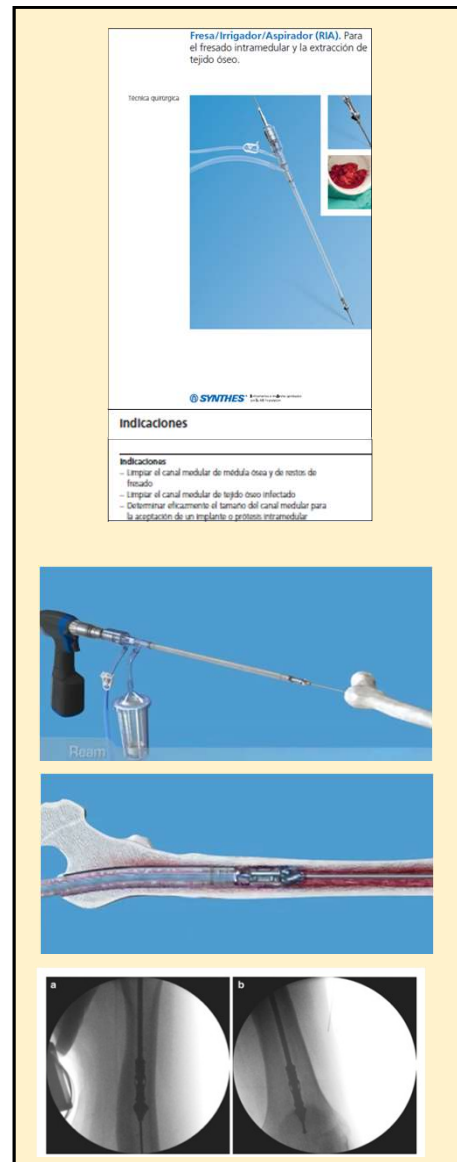 Fresa/Irrigador/Aspirador (RIA). Para
el fresado intramedular y la extracción de
tejido óseo.
Técnica quirúrgica
SYNTHES
Indicaciones
Indicaciones
– Limpiar el canal medular de médula ósea y de restos de
fresado
– Limpiar el canal medular de tejido óseo infectado
– Determinar eficazmente el tamaño del canal medular para
la aceptación de un implante o prótesis intramedular
Ream
a
b